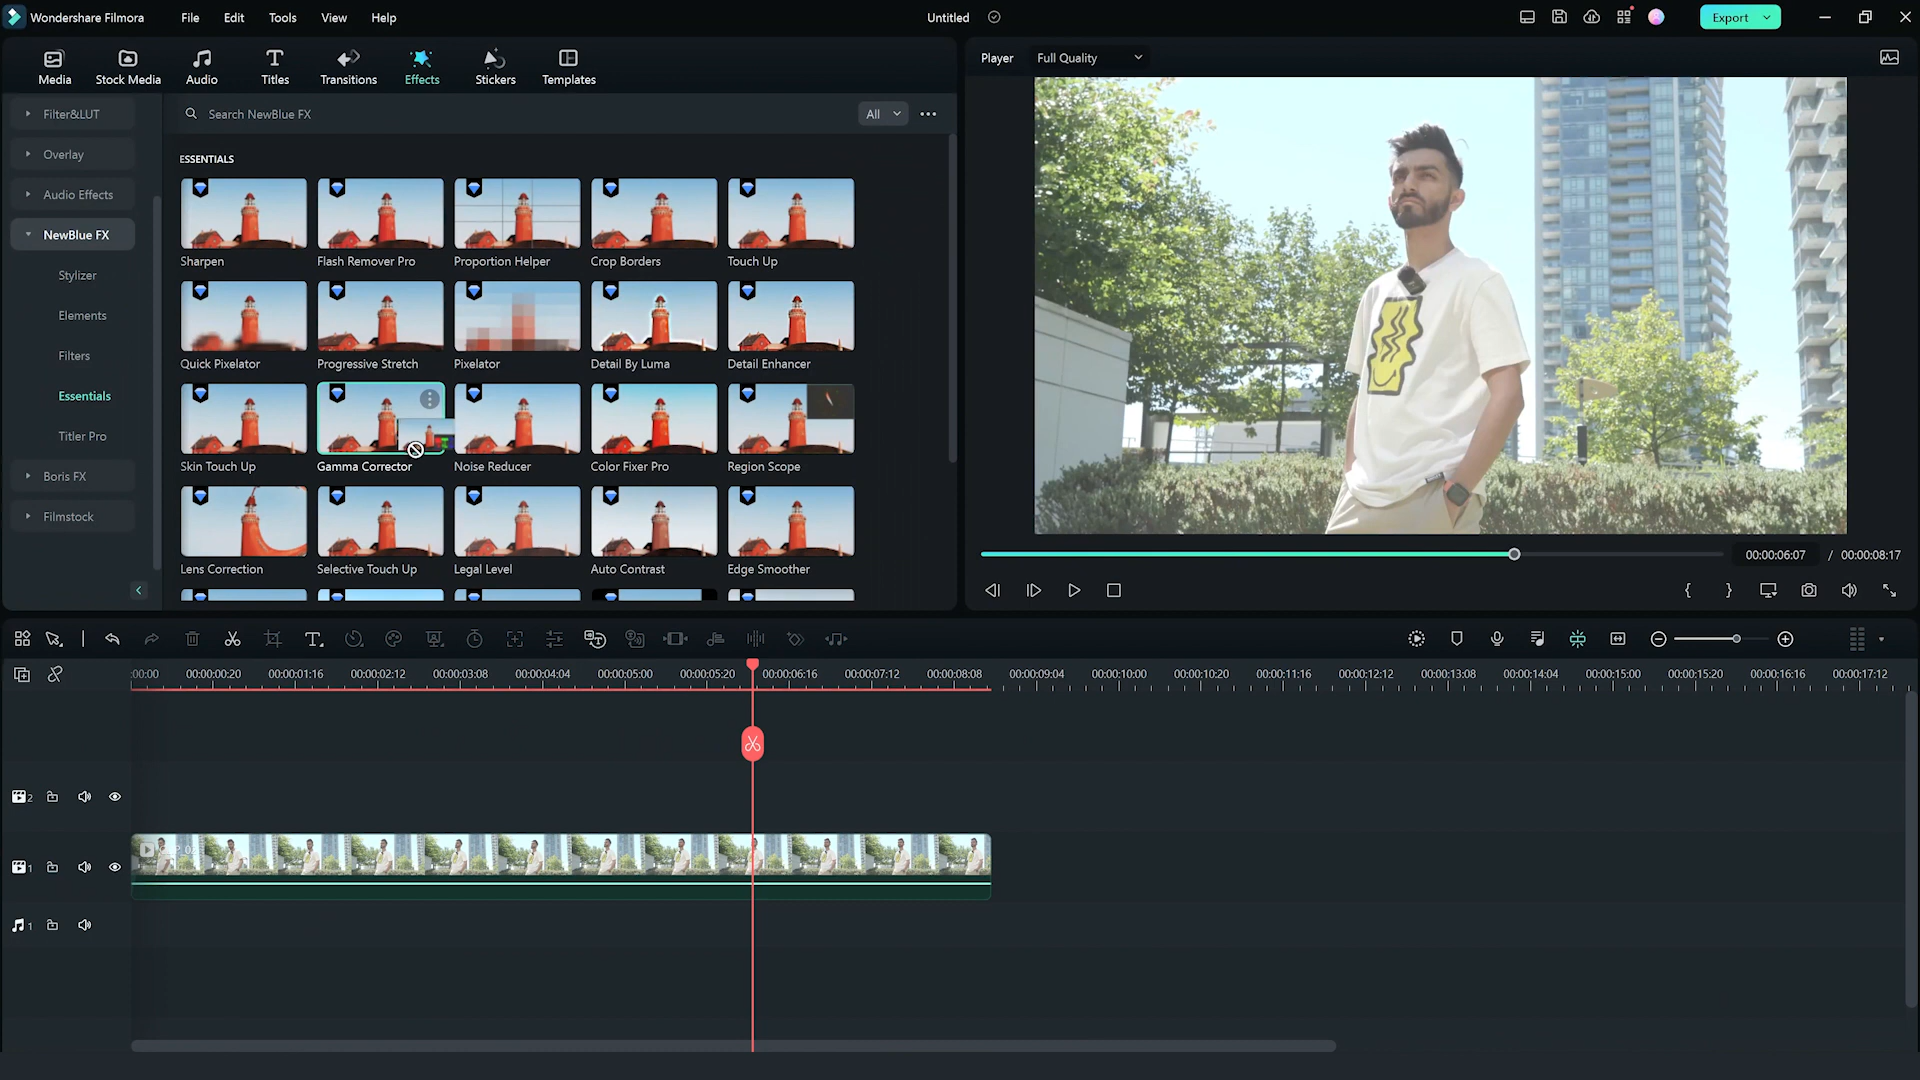 Wondershare Filmora File Edit Tools View Help Untitled Export
Media Stock Media Audio Titles Transitions Effects Stickers Templates
Player Full Quality
Filter&LUT
Overlay
Audio Effects
NewBlue FX
Stylizer
Elements
Filters
Essentials
Titler Pro
Boris FX
Filmstock
Search NewBlue FX All
ESSENTIALS
Sharpen Flash Remover Pro Proportion Helper Crop Borders Touch Up
Quick Pixelator Progressive Stretch Pixelator Detail By Luma Detail Enhancer
Skin Touch Up Gamma Corrector Noise Reducer Color Fixer Pro Region Scope
Lens Correction Selective Touch Up Legal Level Auto Contrast Edge Smoother
00:00:06:07 / 00:00:08:17
:00:00 00:00:00:20 00:00:01:16 00:00:02:12 00:00:03:08 00:00:04:04 00:00:05:00 00:00:05:20 00:00:06:16 00:00:07:12 00:00:08:08 00:00:09:04 00:00:10:00 00:00:10:20 00:00:11:16 00:00:12:12 00:00:13:08 00:00:14:04 00:00:15:00 00:00:15:20 00:00:16:16 00:00:17:12
2
1
1